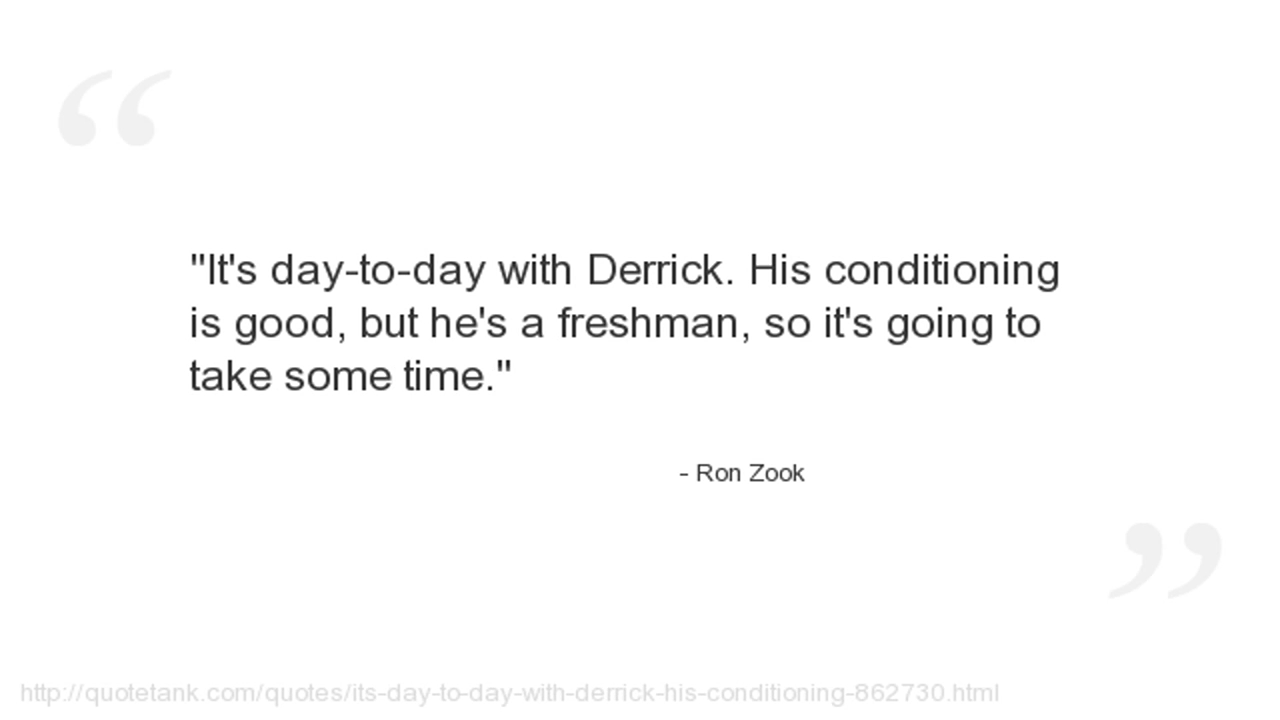 "It's day-to-day with Derrick. His conditioning
is good, but he's a freshman, so it's going to
take some time."
- Ron Zook
http://quotetank.com/quotes/its-day-to-day-with-derrick-his-conditioning-862730.html